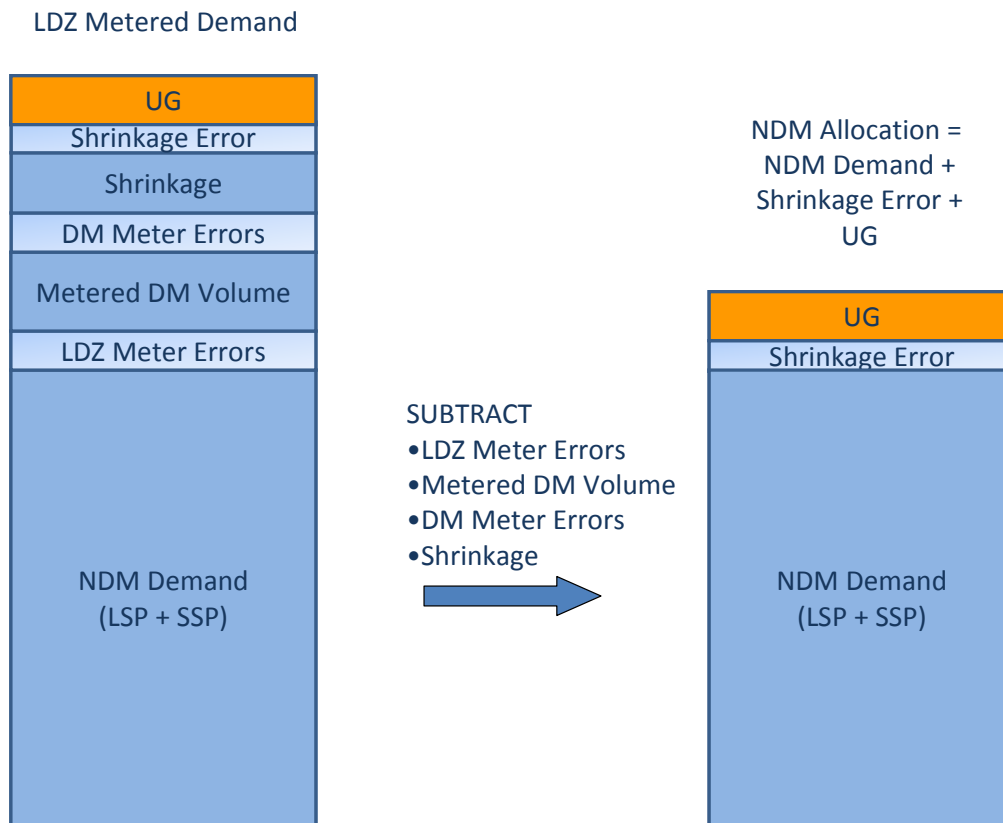 LDZ Metered Demand
UG
Shrinkage Error
Shrinkage
DM Meter Errors
Metered DM Volume
LDZ Meter Errors
NDM Demand
(LSP + SSP)
SUBTRACT
•LDZ Meter Errors
•Metered DM Volume
•DM Meter Errors
•Shrinkage
NDM Allocation =
NDM Demand +
Shrinkage Error +
UG
UG
Shrinkage Error
NDM Demand
(LSP + SSP)